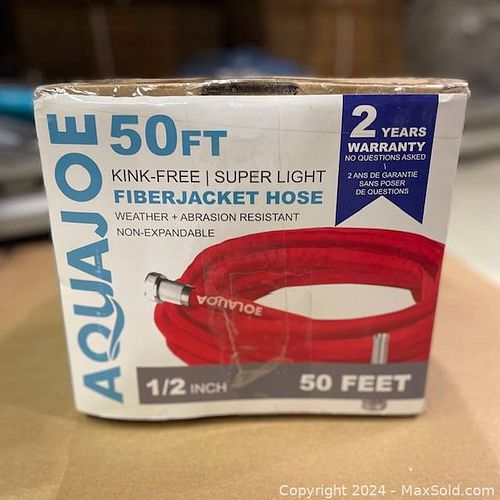 AQUAJOE
50FT
KINK-FREE | SUPER LIGHT
FIBERJACKET HOSE
WEATHER + ABRASION RESISTANT
NON-EXPANDABLE
2 YEARS
WARRANTY
NO QUESTIONS ASKED
\
2 ANS DE GARANTIE
SANS POSER
DE QUESTIONS
AQUAJOE
1/2 INCH
50 FEET
Copyright © 2024 - MaxSold.com